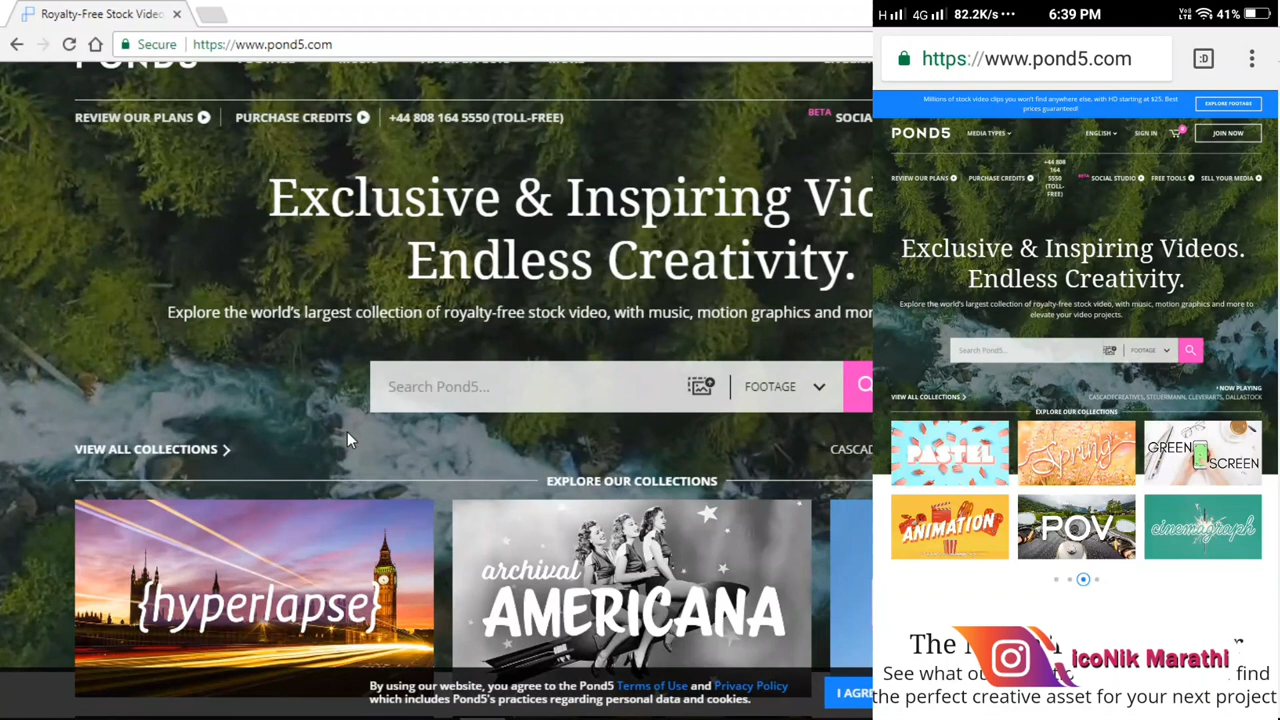 Royalty-Free Stock Video
Secure https://www.pond5.com
REVIEW OUR PLANS
PURCHASE CREDITS
+44 808 164 5550 (TOLL-FREE)
BETA
Exclusive & Inspiring
Endless Creativity.
Explore the world's largest collection of royalty-free stock video, with music, motion graphics and
Search Pond5...
FOOTAGE
VIEW ALL COLLECTIONS
EXPLORE OUR COLLECTIONS
{hyperlapse}
archival
AMERICANA
By using our website, you agree to the Pond5 Terms of Use and Privacy Policy
which includes Pond5's practices regarding personal data and cookies.
H 4G 82.2K/s ••• 6:39 PM VoD LTE 41%
https://www.pond5.com
:D
Millions of stock video clips you won't find anywhere else, with HD starting at $25. Best
prices guaranteed!
EXPLORE FOOTAGE
POND5
MEDIA TYPES
ENGLISH
SIGN IN
JOIN NOW
REVIEW OUR PLANS
PURCHASE CREDITS
+44 808
164
5550
(TOLL-
FREE)
BETA
SOCIAL STUDIO
FREE TOOLS
SELL YOUR MEDIA
Exclusive & Inspiring Videos.
Endless Creativity.
Explore the world's largest collection of royalty-free stock video, with music, motion graphics and more to
elevate your video projects.
Search Pond5...
FOOTAGE
• NOW PLAYING
VIEW ALL COLLECTIONS
CASCADECREATIVES, STEUERMANN, CLEVERARTS, DALLASTOCK
EXPLORE OUR COLLECTIONS
PASTEL
Spring
GREEN
SCREEN
ANIMATION
POV
cinemagraph
The
icoNik Marathi
See what
find
the perfect creative asset for your next project